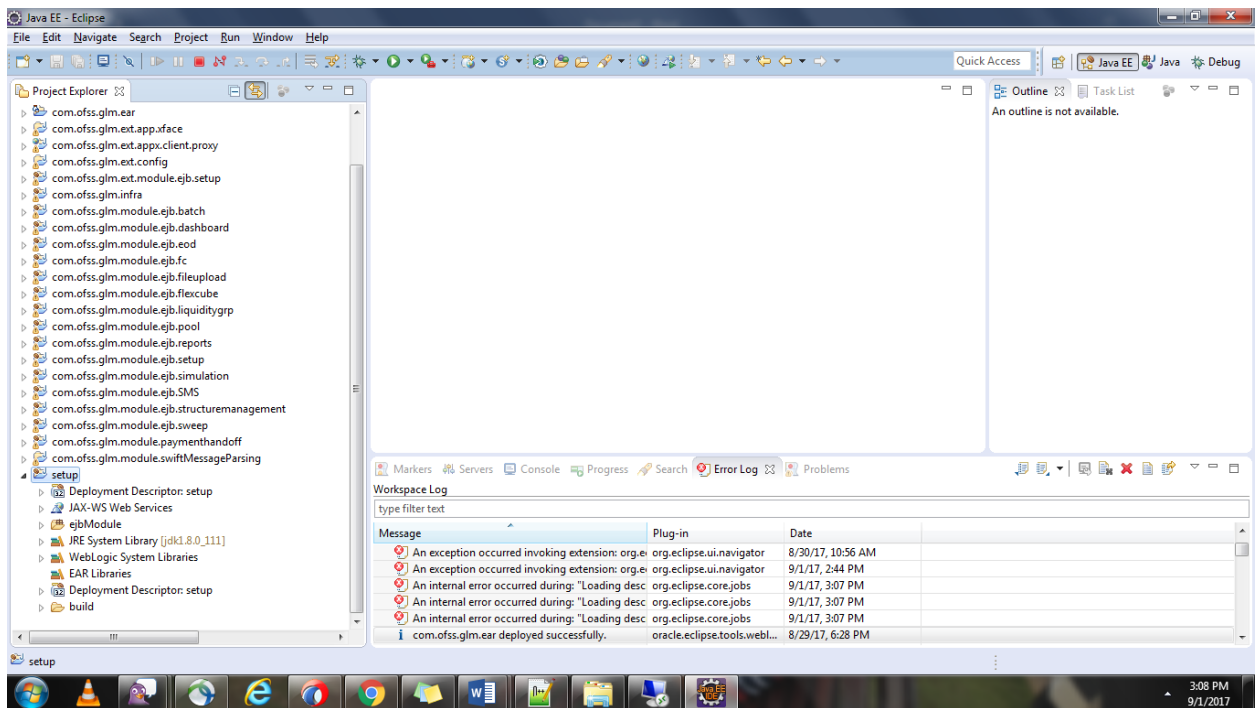 Java EE - Eclipse
File Edit Navigate Search Project Run Window Help
Quick Access Java EE Java Debug
Project Explorer
com.ofss.glm.ear
com.ofss.glm.ext.app.xface
com.ofss.glm.ext.appx.client.proxy
com.ofss.glm.ext.config
com.ofss.glm.ext.module.ejb.setup
com.ofss.glm.infra
com.ofss.glm.module.ejb.batch
com.ofss.glm.module.ejb.dashboard
com.ofss.glm.module.ejb.eod
com.ofss.glm.module.ejb.fc
com.ofss.glm.module.ejb.fileupload
com.ofss.glm.module.ejb.flexcube
com.ofss.glm.module.ejb.liquiditygrp
com.ofss.glm.module.ejb.pool
com.ofss.glm.module.ejb.reports
com.ofss.glm.module.ejb.setup
com.ofss.glm.module.ejb.simulation
com.ofss.glm.module.ejb.SMS
com.ofss.glm.module.ejb.structuremanagement
com.ofss.glm.module.ejb.sweep
com.ofss.glm.module.paymenthandoff
com.ofss.glm.module.swiftMessageParsing
setup
Deployment Descriptor: setup
JAX-WS Web Services
ejbModule
JRE System Library [jdk1.8.0_111]
WebLogic System Libraries
EAR Libraries
Deployment Descriptor: setup
build
Outline Task List
An outline is not available.
Markers Servers Console Progress Search Error Log Problems
Workspace Log
type filter text
Message Plug-in Date
An exception occurred invoking extension: org.e org.eclipse.ui.navigator 8/30/17, 10:56 AM
An exception occurred invoking extension: org.e org.eclipse.ui.navigator 9/1/17, 2:44 PM
An internal error occurred during: "Loading desc org.eclipse.core.jobs 9/1/17, 3:07 PM
An internal error occurred during: "Loading desc org.eclipse.core.jobs 9/1/17, 3:07 PM
An internal error occurred during: "Loading desc org.eclipse.core.jobs 9/1/17, 3:07 PM
com.ofss.glm.ear deployed successfully. oracle.eclipse.tools.webl... 8/29/17, 6:28 PM
setup
3:08 PM
9/1/2017